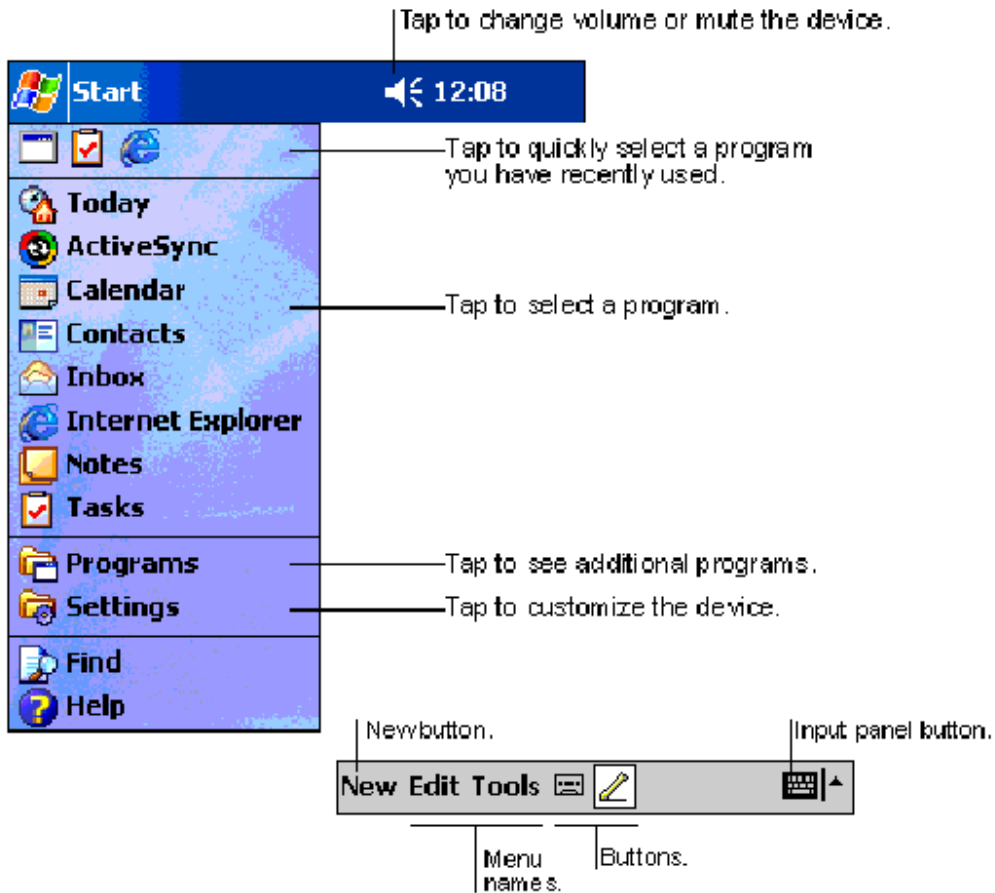 Tap to change volume or mute the device.
Start 12:08
Tap to quickly select a program
you have recently used.
Today
ActiveSync
Calendar
Tap to select a program.
Contacts
Inbox
Internet Explorer
Notes
Tasks
Programs
Tap to see additional programs.
Settings
Tap to customize the device.
Find
Help
New button.
Input panel button.
New Edit Tools
Menu
names.
Buttons.